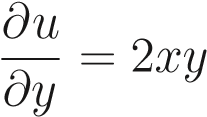 ∂u/∂y = 2xy